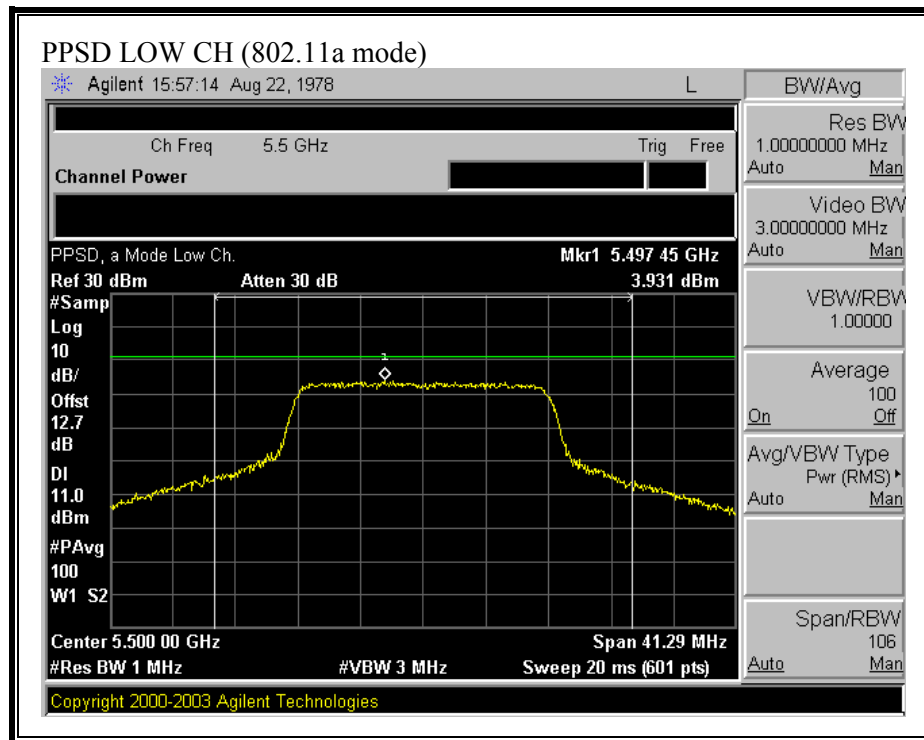 PPSD LOW CH (802.11a mode)
Agilent 15:57:14 Aug 22, 1978 L
BW/Avg
Ch Freq 5.5 GHz Trig Free
Channel Power
Res BW
1.00000000 MHz
Auto Man
Video BW
3.00000000 MHz
Auto Man
PPSD, a Mode Low Ch.
Mkr1 5.497 45 GHz
Ref 30 dBm Atten 30 dB 3.931 dBm
#Samp
Log
10
dB/
Offst
12.7
dB
DI
11.0
dBm
#PAvg
100
W1 S2
1
VBW/RBW
1.00000
Average
100
On Off
Avg/VBW Type
Pwr (RMS)
Auto Man
Span/RBW
106
Auto Man
Center 5.500 00 GHz Span 41.29 MHz
#Res BW 1 MHz #VBW 3 MHz Sweep 20 ms (601 pts)
Copyright 2000-2003 Agilent Technologies